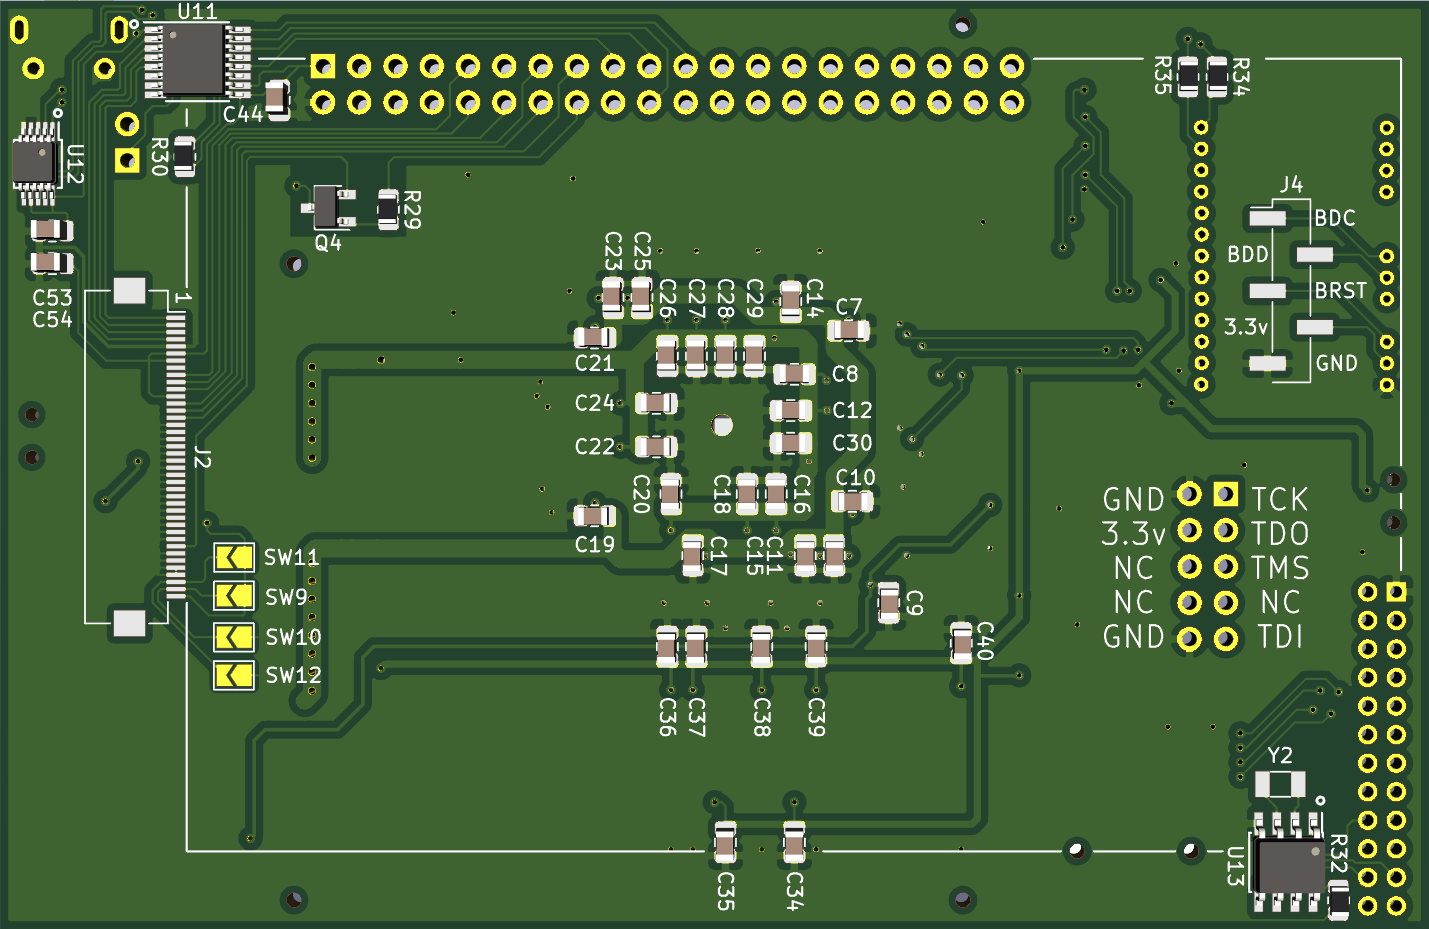 U11
C44
R35
R34
U12
R30
R29
Q4
J4
BDC
BDD
BRST
3.3v
GND
C53
C54
1
C23
C25
C26
C27
C28
C29
C14
C7
C21
C8
C24
C12
C22
C30
J2
C20
C18
C16
C10
C19
C17
C15
C11
GND TCK
3.3v TDO
NC TMS
NC NC
GND TDI
SW11
SW9
SW10
SW12
C9
C40
C36
C37
C38
C39
Y2
U13
R32
C35
C34